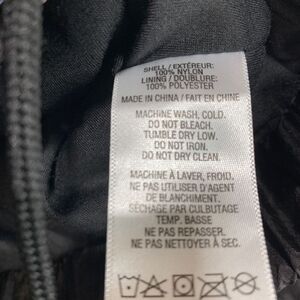 SHELL / EXTÉRIEUR:
100% NYLON
LINING / DOUBLURE:
100% POLYESTER
MADE IN CHINA / FAIT EN CHINE
MACHINE WASH, COLD.
DO NOT BLEACH.
TUMBLE DRY LOW.
DO NOT IRON.
DO NOT DRY CLEAN.
MACHINE À LAVER, FROID.
NE PAS UTILISER D'AGENT
DE BLANCHIMENT.
SÉCHAGE PAR CULBUTAGE
TEMP. BASSE
NE PAS REPASSER.
NE PAS NETTOYER À SEC.